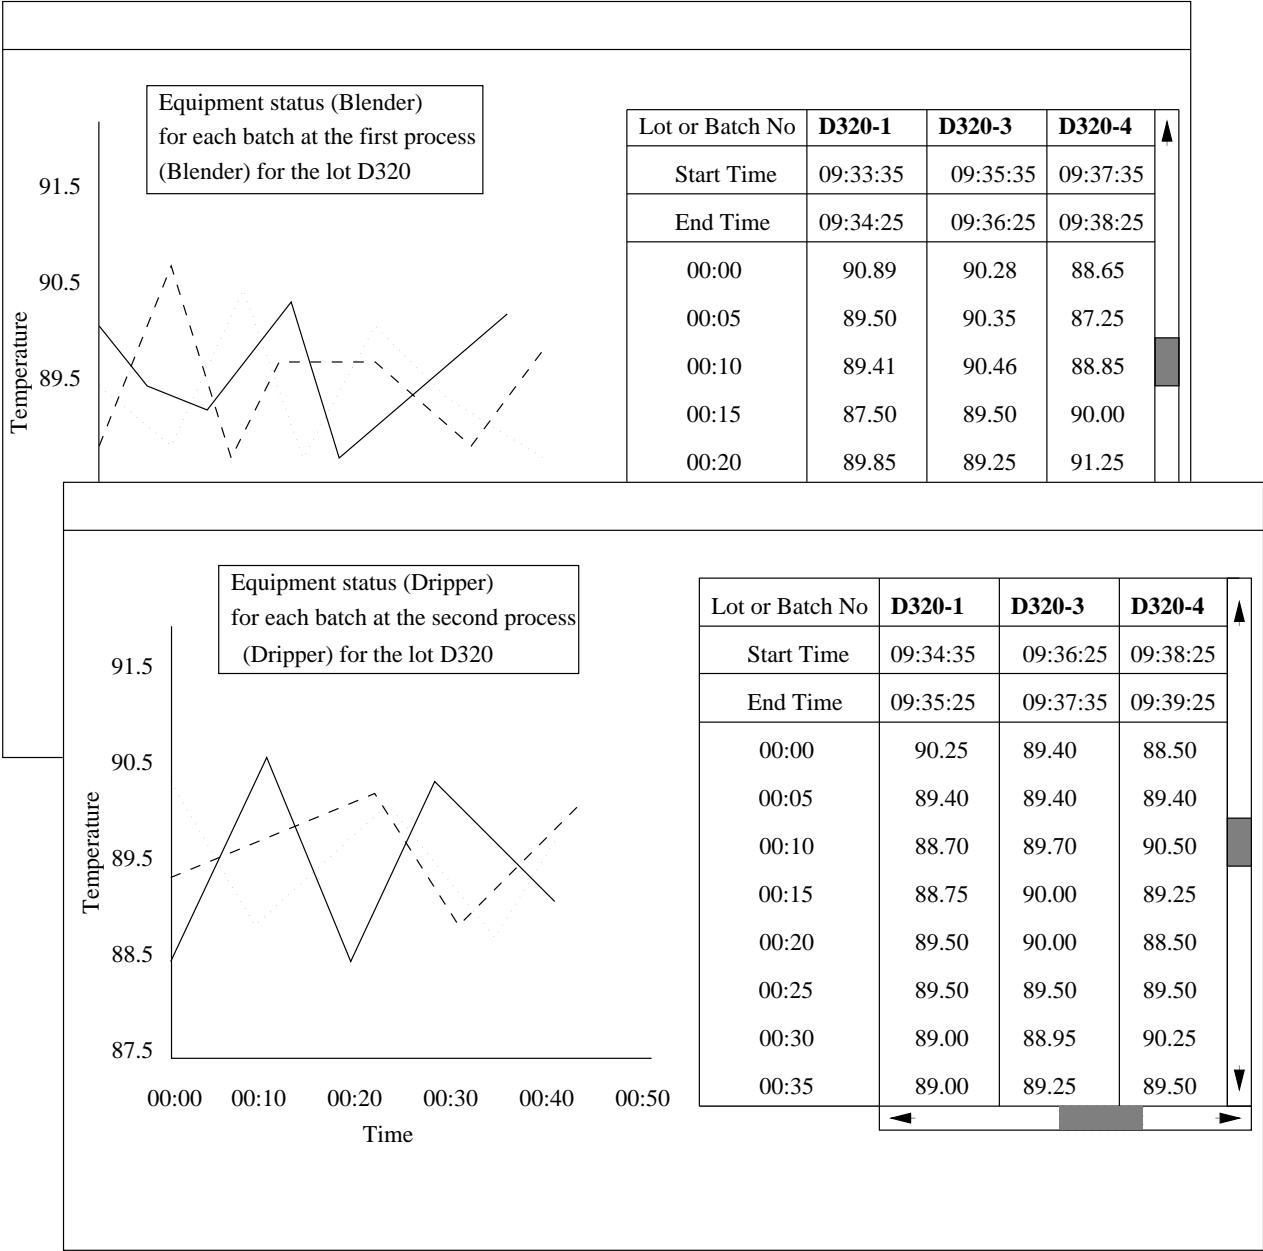 Equipment status (Blender)
for each batch at the first process
(Blender) for the lot D320
91.5
90.5
89.5
Temperature
Lot or Batch No D320-1 D320-3 D320-4
Start Time 09:33:35 09:35:35 09:37:35
End Time 09:34:25 09:36:25 09:38:25
00:00 90.89 90.28 88.65
00:05 89.50 90.35 87.25
00:10 89.41 90.46 88.85
00:15 87.50 89.50 90.00
00:20 89.85 89.25 91.25
Equipment status (Dripper)
for each batch at the second process
(Dripper) for the lot D320
91.5
90.5
89.5
88.5
87.5
Temperature
00:00 00:10 00:20 00:30 00:40 00:50
Time
Lot or Batch No D320-1 D320-3 D320-4
Start Time 09:34:35 09:36:25 09:38:25
End Time 09:35:25 09:37:35 09:39:25
00:00 90.25 89.40 88.50
00:05 89.40 89.40 89.40
00:10 88.70 89.70 90.50
00:15 88.75 90.00 89.25
00:20 89.50 90.00 88.50
00:25 89.50 89.50 89.50
00:30 89.00 88.95 90.25
00:35 89.00 89.25 89.50